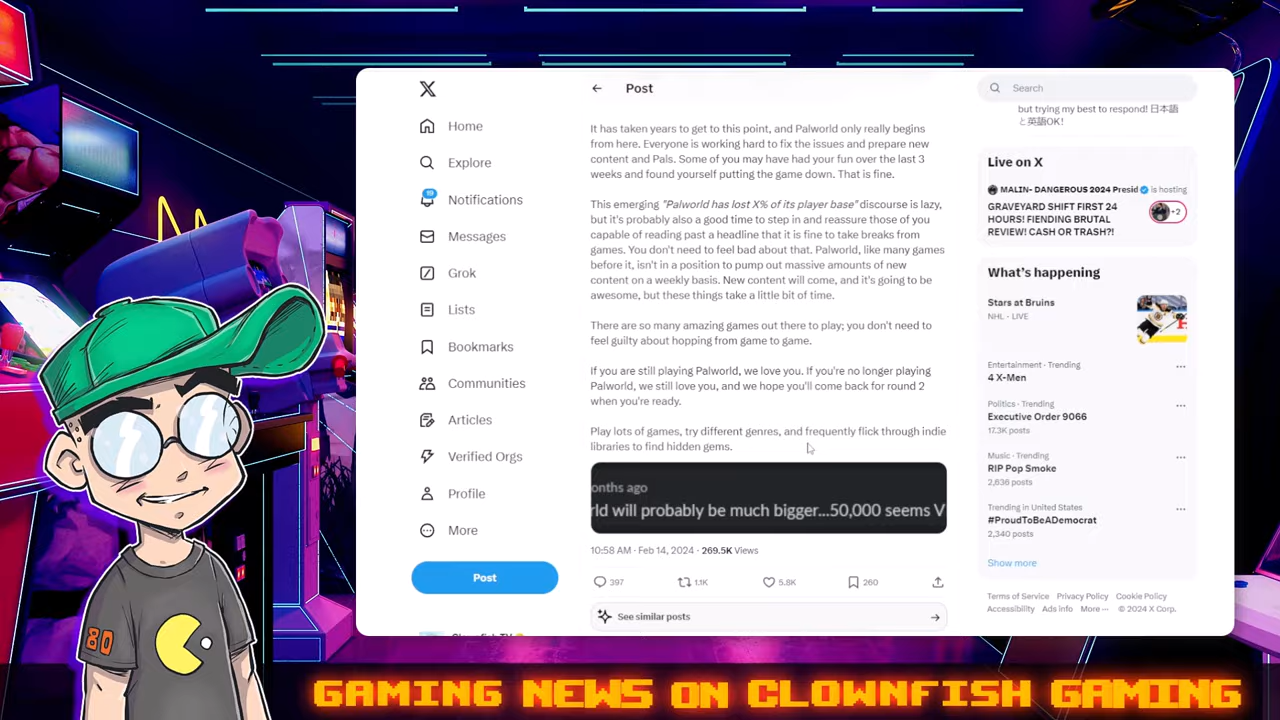 Post
Search
but trying my best to respond! 日本語
と英語OK!
Home
Explore
19
Notifications
Messages
Grok
Lists
Bookmarks
Communities
Articles
Verified Orgs
Profile
More
Post
It has taken years to get to this point, and Palworld only really begins
from here. Everyone is working hard to fix the issues and prepare new
content and Pals. Some of you may have had your fun over the last 3
weeks and found yourself putting the game down. That is fine.
This emerging "Palworld has lost X% of its player base" discourse is lazy,
but it's probably also a good time to step in and reassure those of you
capable of reading past a headline that it is fine to take breaks from
games. You don't need to feel bad about that. Palworld, like many games
before it, isn't in a position to pump out massive amounts of new
content on a weekly basis. New content will come, and it's going to be
awesome, but these things take a little bit of time.
There are so many amazing games out there to play; you don't need to
feel guilty about hopping from game to game.
If you are still playing Palworld, we love you. If you're no longer playing
Palworld, we still love you, and we hope you'll come back for round 2
when you're ready.
Play lots of games, try different genres, and frequently flick through indie
libraries to find hidden gems.
onths ago
rld will probably be much bigger...50,000 seems V
10:58 AM · Feb 14, 2024 · 269.5K Views
397
1.1K
5.8K
260
See similar posts
Live on X
MALIN- DANGEROUS 2024 Presid is hosting
GRAVEYARD SHIFT FIRST 24
HOURS! FIENDING BRUTAL
REVIEW! CASH OR TRASH?!
+2
What's happening
Stars at Bruins
NHL · LIVE
Entertainment · Trending
4 X-Men
Politics · Trending
Executive Order 9066
17.3K posts
Music · Trending
RIP Pop Smoke
2,636 posts
Trending in United States
#ProudToBeADemocrat
2,340 posts
Show more
Terms of Service Privacy Policy Cookie Policy
Accessibility Ads info More ··· © 2024 X Corp.
80
GAMING NEWS ON CLOWNFISH GAMING